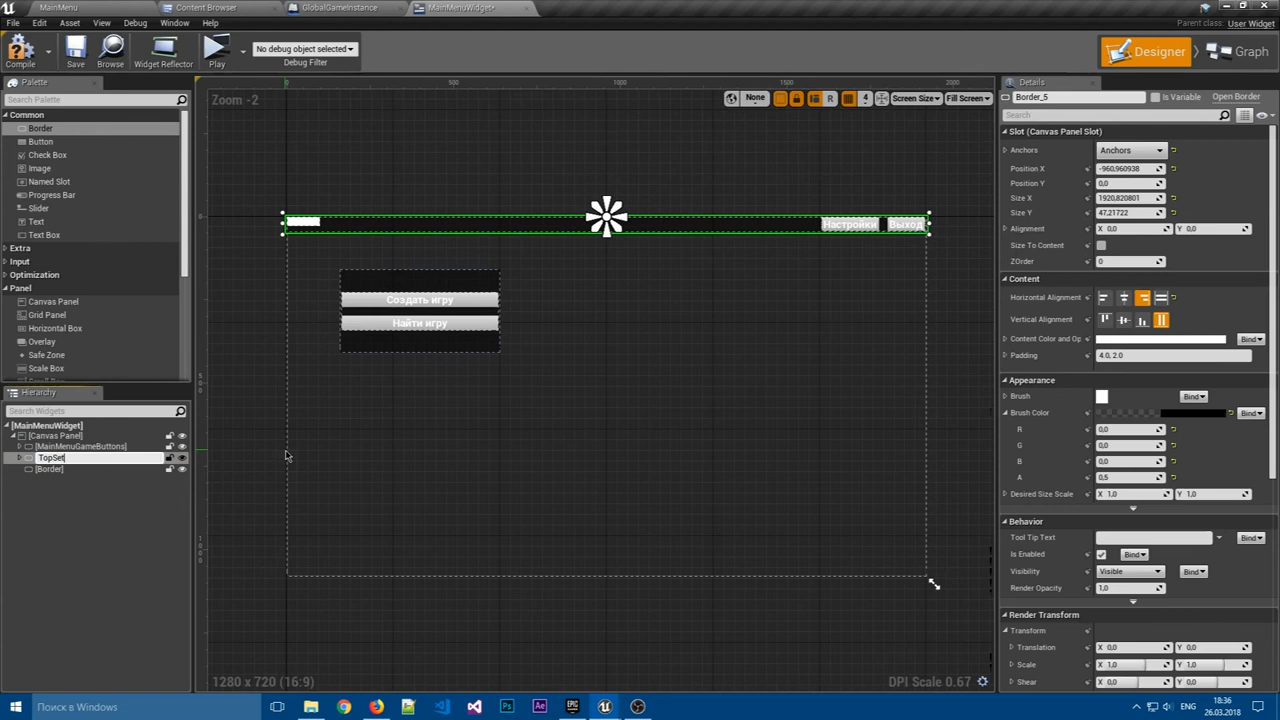 MainMenu
Content Browser
GlobalGameInstance
MainMenuWidget*
File Edit Asset View Debug Window Help
Parent class: User Widget
Compile
Save
Browser
Widget Reflector
Play
No debug object selected
Debug Filter
Designer
Graph
Palette
Search Palette
Common
Border
Button
Check Box
Image
Named Slot
Progress Bar
Slider
Text
Text Box
Extra
Input
Optimization
Panel
Canvas Panel
Grid Panel
Horizontal Box
Overlay
Safe Zone
Scale Box
Hierarchy
Search Widgets
[MainMenuWidget]
[Canvas Panel]
[MainMenuGameButtons]
TopSet
[Border]
0 500 1000 1500 2000
Zoom -2
None
R
4
Screen Size
Fill Screen
Настройки
Выход
Создать игру
Найти игру
1280 x 720 (16:9)
DPI Scale 0.67
Details
Border_5
Is Variable
Open Border
Search
Slot (Canvas Panel Slot)
Anchors Anchors
Position X -960,960938
Position Y 0,0
Size X 1920,820801
Size Y 47,21722
Alignment X 0,0 Y 0,0
Size To Content
ZOrder 0
Content
Horizontal Alignment
Vertical Alignment
Content Color and Op Bind
Padding 4.0, 2.0
Appearance
Brush Bind
Brush Color Bind
R 0,0
G 0,0
B 0,0
A 0,5
Desired Size Scale X 1,0 Y 1,0
Behavior
Tool Tip Text Bind
Is Enabled Bind
Visibility Visible Bind
Render Opacity 1,0
Render Transform
Transform
Translation X 0,0 Y 0,0
Scale X 1,0 Y 1,0
Shear X 0,0 Y 0,0
Поиск в Windows
Ps
Ae
EPIC
РУС
18:36
26.03.2018